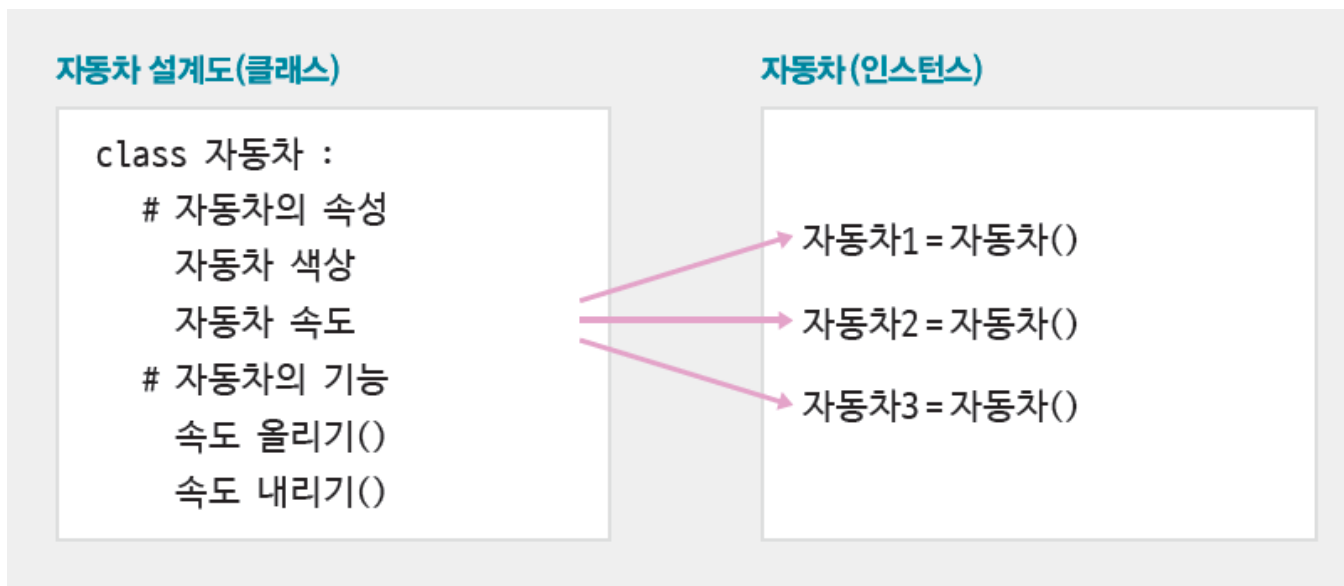 자동차 설계도(클래스)
class 자동차 :
# 자동차의 속성
자동차 색상
자동차 속도
# 자동차의 기능
속도 올리기()
속도 내리기()
자동차(인스턴스)
자동차1=자동차()
자동차2=자동차()
자동차3=자동차()